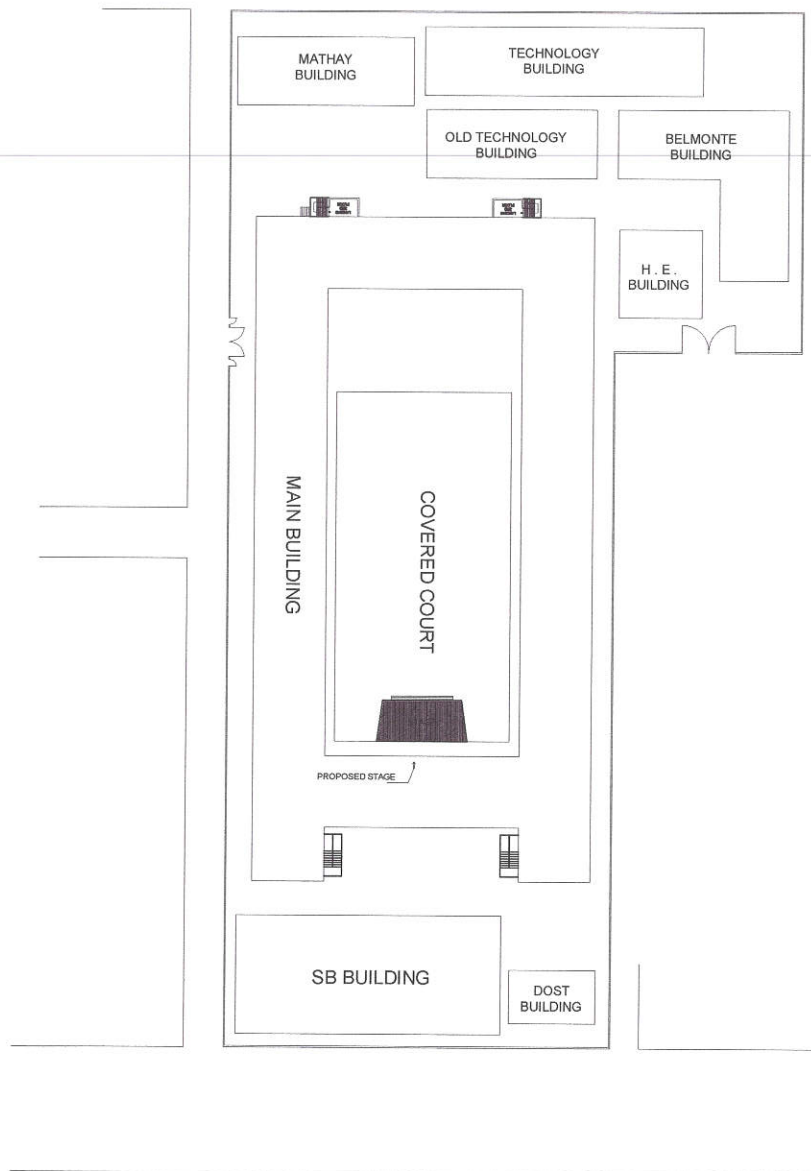 MATHAY
BUILDING
TECHNOLOGY
BUILDING
OLD TECHNOLOGY
BUILDING
BELMONTE
BUILDING
H . E .
BUILDING
MAIN BUILDING
COVERED COURT
PROPOSED STAGE
SB BUILDING
DOST
BUILDING